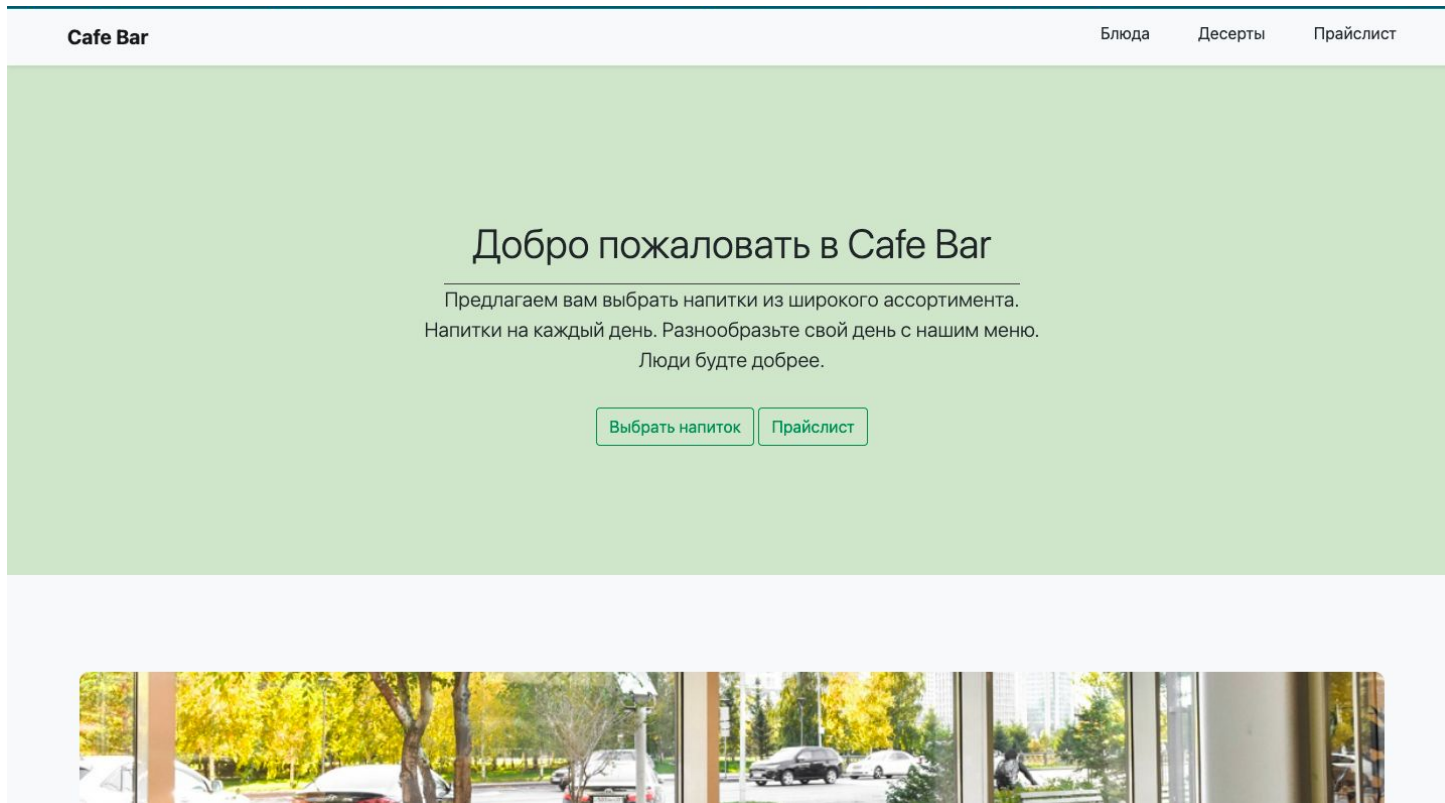 Cafe Bar
Блюда Десерты Прайслист
Добро пожаловать в Cafe Bar
Предлагаем вам выбрать напитки из широкого ассортимента.
Напитки на каждый день. Разнообразьте свой день с нашим меню.
Люди будте добрее.
Выбрать напиток Прайслист